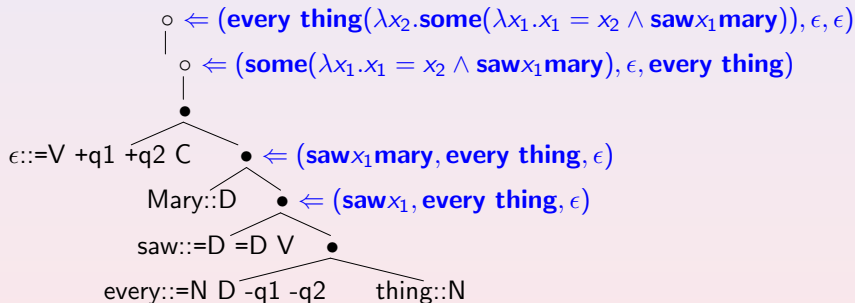 ○ ⇐ (every thing(λx₂.some(λx₁.x₁ = x₂ ∧ sawx₁mary)), ϵ, ϵ)
○ ⇐ (some(λx₁.x₁ = x₂ ∧ sawx₁mary), ϵ, every thing)
•
ϵ::=V +q1 +q2 C • ⇐ (sawx₁mary, every thing, ϵ)
Mary::D • ⇐ (sawx₁, every thing, ϵ)
saw::=D =D V •
every::=N D -q1 -q2 thing::N